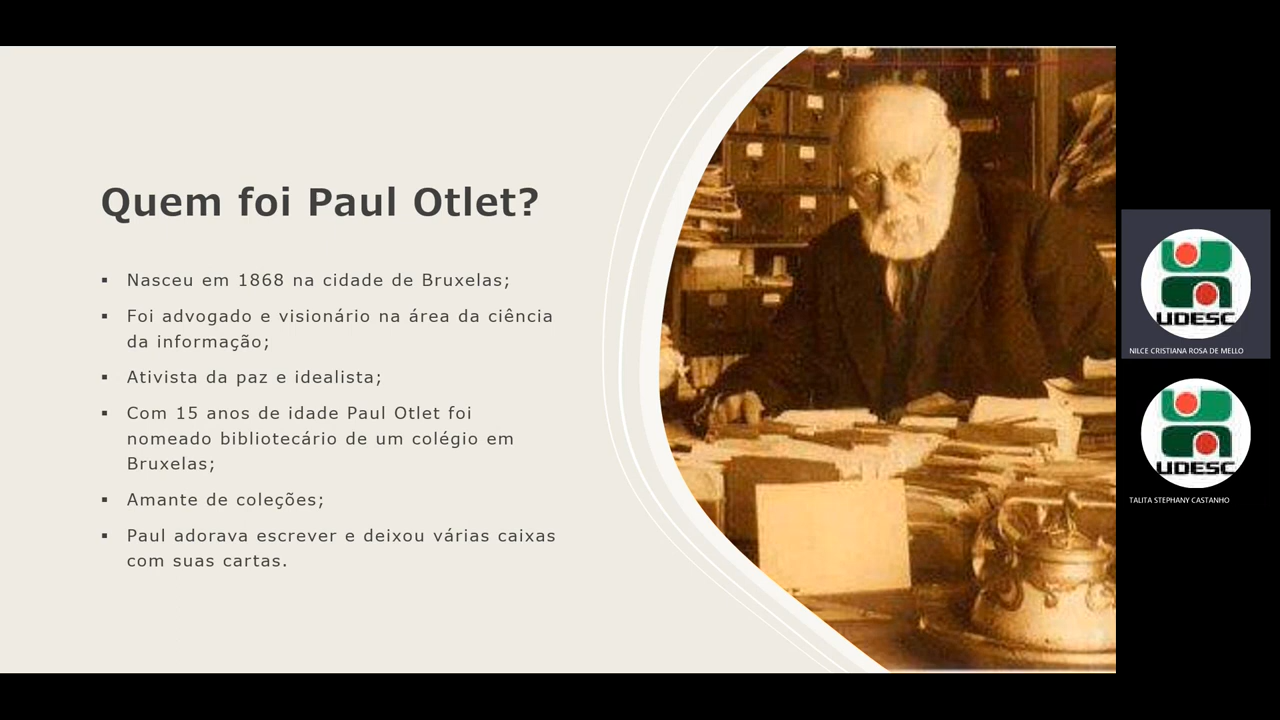 Quem foi Paul Otlet?
▪ Nasceu em 1868 na cidade de Bruxelas;
▪ Foi advogado e visionário na área da ciência
da informação;
▪ Ativista da paz e idealista;
▪ Com 15 anos de idade Paul Otlet foi
nomeado bibliotecário de um colégio em
Bruxelas;
▪ Amante de coleções;
▪ Paul adorava escrever e deixou várias caixas
com suas cartas.
UDESC
NILCE CRISTIANA ROSA DE MELLO
UDESC
TALITA STEPHANY CASTANHO